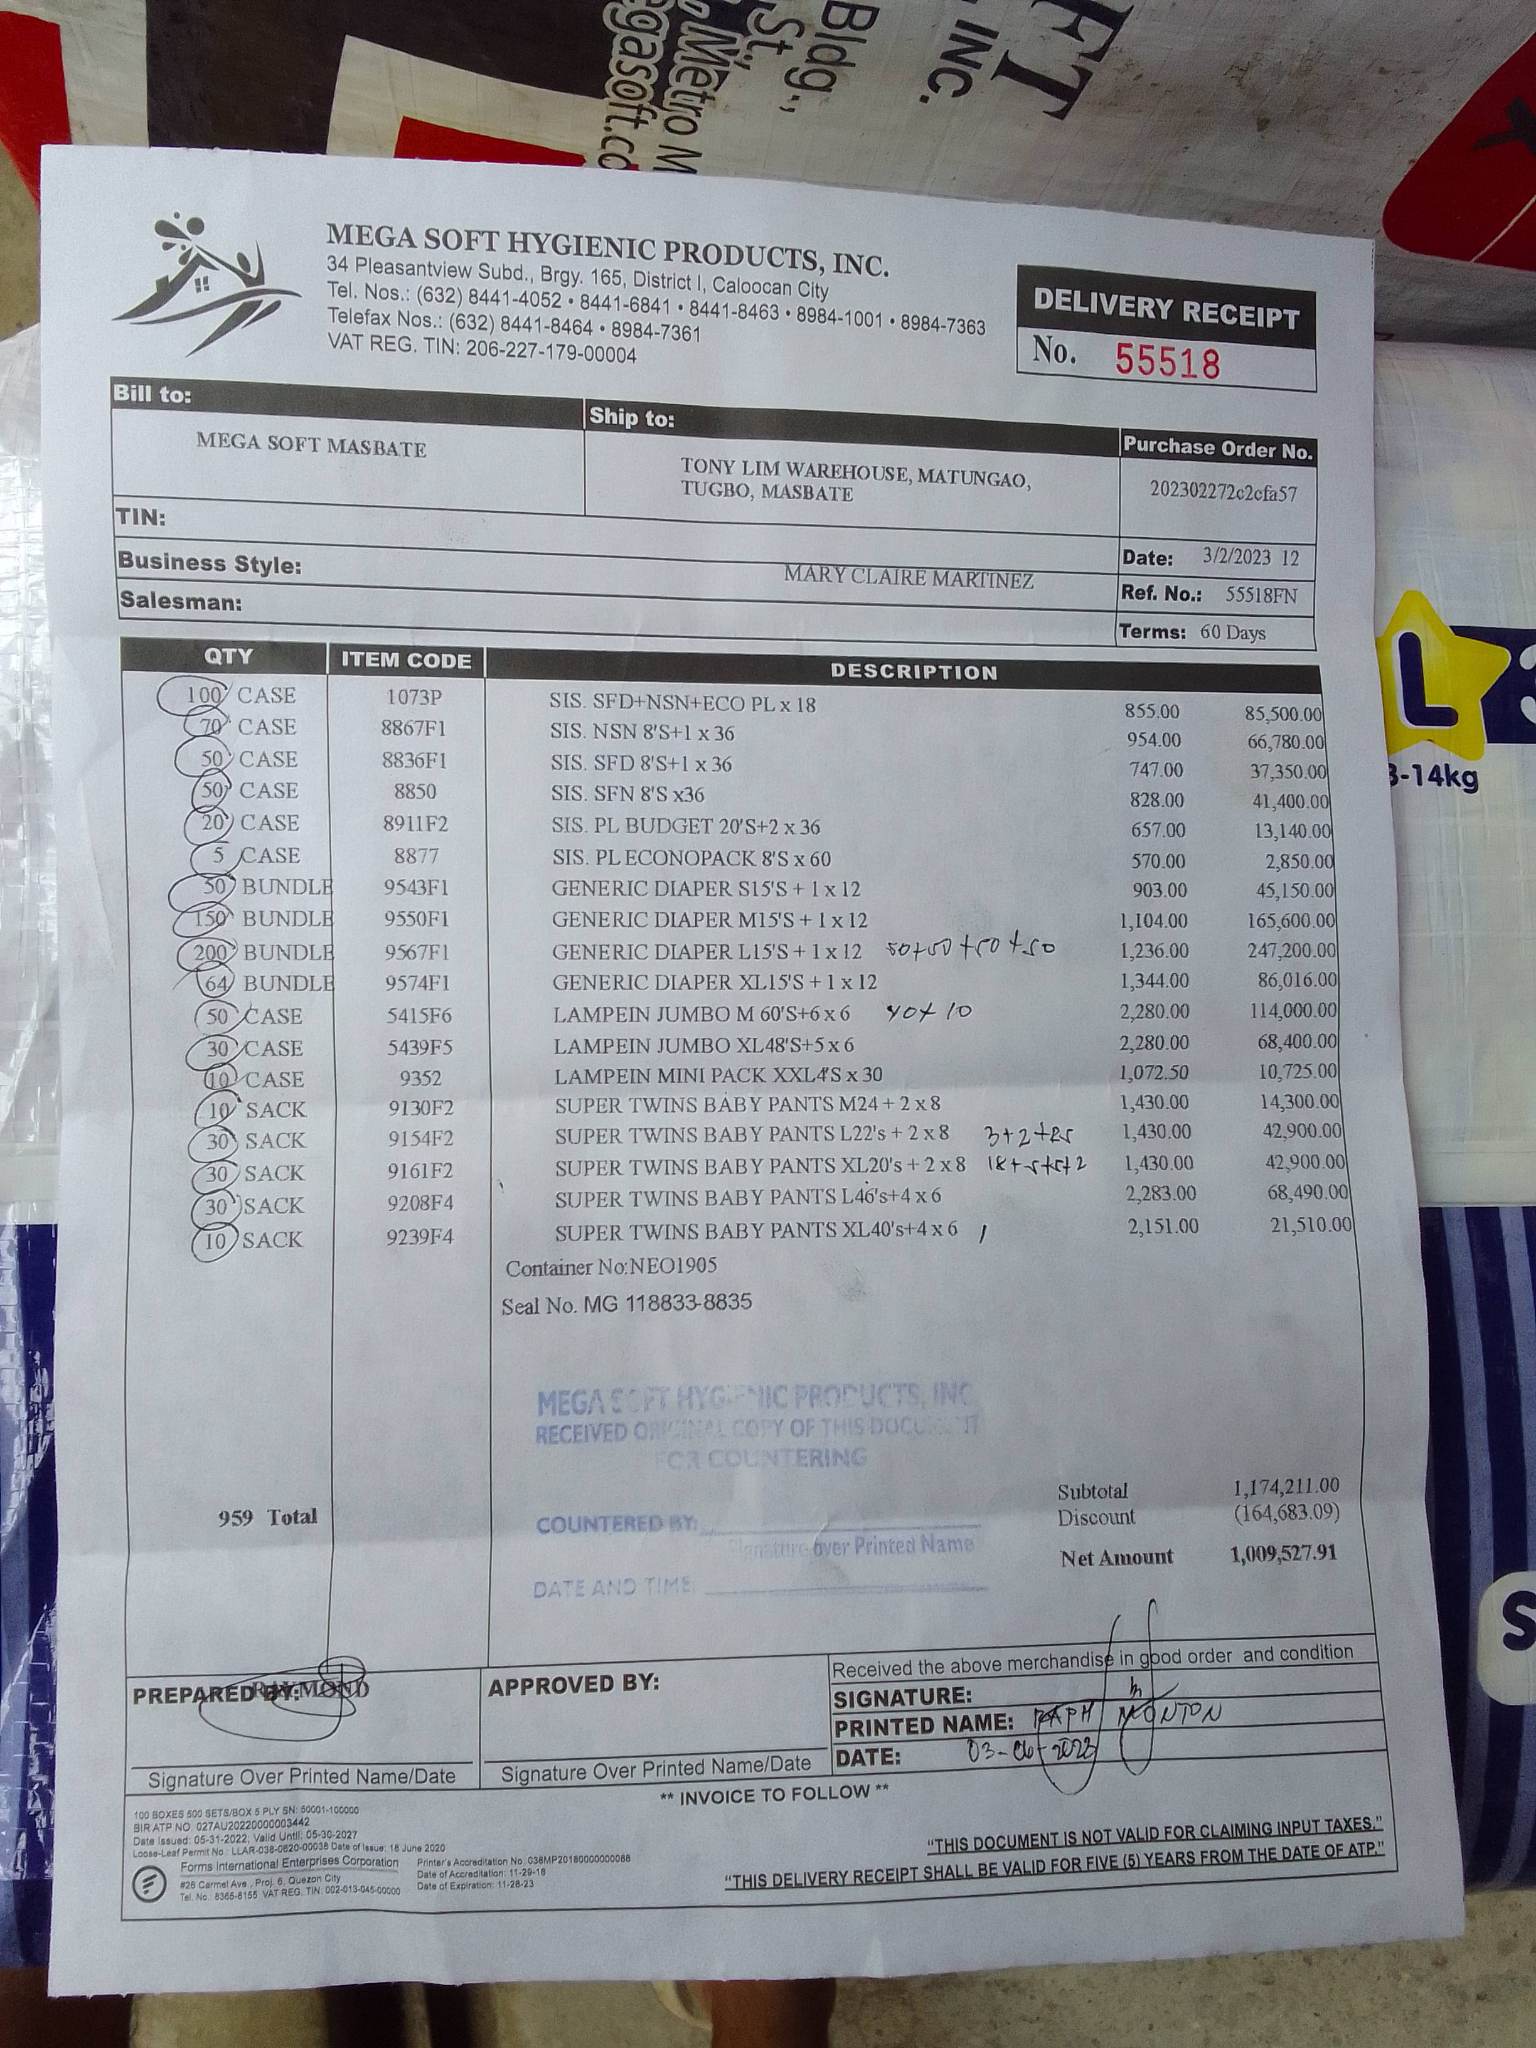 FT
, INC.
Bldg.,
St.,
o Metro M
egasoft.co
MEGA SOFT HYGIENIC PRODUCTS, INC.
34 Pleasantview Subd., Brgy. 165, District I, Caloocan City
Tel. Nos.: (632) 8441-4052 • 8441-6841 • 8441-8463 • 8984-1001 • 8984-7363
Telefax Nos.: (632) 8441-8464 • 8984-7361
VAT REG. TIN: 206-227-179-00004
DELIVERY RECEIPT
No. 55518
Bill to:
MEGA SOFT MASBATE
Ship to:
TONY LIM WAREHOUSE, MATUNGAO,
TUGBO, MASBATE
Purchase Order No.
202302272c2cfa57
TIN:
Business Style:
MARY CLAIRE MARTINEZ
Salesman:
Date: 3/2/2023 12
Ref. No.: 55518FN
Terms: 60 Days
QTY ITEM CODE DESCRIPTION
100 CASE 1073P SIS. SFD+NSN+ECO PL x 18 855.00 85,500.00
70 CASE 8867F1 SIS. NSN 8'S+1 x 36 954.00 66,780.00
50 CASE 8836F1 SIS. SFD 8'S+1 x 36 747.00 37,350.00
50 CASE 8850 SIS. SFN 8'S x36 828.00 41,400.00
20 CASE 8911F2 SIS. PL BUDGET 20'S+2 x 36 657.00 13,140.00
5 CASE 8877 SIS. PL ECONOPACK 8'S x 60 570.00 2,850.00
50 BUNDLE 9543F1 GENERIC DIAPER S15'S + 1 x 12 903.00 45,150.00
150 BUNDLE 9550F1 GENERIC DIAPER M15'S + 1 x 12 1,104.00 165,600.00
200 BUNDLE 9567F1 GENERIC DIAPER L15'S + 1 x 12 50+50+50+50 1,236.00 247,200.00
64 BUNDLE 9574F1 GENERIC DIAPER XL15'S + 1 x 12 1,344.00 86,016.00
50 CASE 5415F6 LAMPEIN JUMBO M 60'S+6 x 6 40+10 2,280.00 114,000.00
30 CASE 5439F5 LAMPEIN JUMBO XL48'S+5 x 6 2,280.00 68,400.00
10 CASE 9352 LAMPEIN MINI PACK XXL4'S x 30 1,072.50 10,725.00
10 SACK 9130F2 SUPER TWINS BABY PANTS M24 + 2 x 8 1,430.00 14,300.00
30 SACK 9154F2 SUPER TWINS BABY PANTS L22's + 2 x 8 3+2+25 1,430.00 42,900.00
30 SACK 9161F2 SUPER TWINS BABY PANTS XL20's + 2 x 8 18+5+5+2 1,430.00 42,900.00
30 SACK 9208F4 SUPER TWINS BABY PANTS L46's+4 x 6 2,283.00 68,490.00
10 SACK 9239F4 SUPER TWINS BABY PANTS XL40's+4 x 6 2,151.00 21,510.00
Container No:NEO1905
Seal No. MG 118833-8835
MEGA SOFT HYGIENIC PRODUCTS, INC
RECEIVED ORIGINAL COPY OF THIS DOCUMENT
FOR COUNTERING
COUNTERED BY:
Signature over Printed Name
DATE AND TIME:
959 Total
Subtotal 1,174,211.00
Discount (164,683.09)
Net Amount 1,009,527.91
PREPARED BY: RAYMOND
Signature Over Printed Name/Date
APPROVED BY:
Signature Over Printed Name/Date
Received the above merchandise in good order and condition
SIGNATURE:
PRINTED NAME: RAPH MONTON
DATE: 03-06-2023
** INVOICE TO FOLLOW **
100 BOXES 500 SETS/BOX 5 PLY SN: 50001-100000
BIR ATP NO. 027AU20220000003442
Date Issued: 05-31-2022; Valid Until: 05-30-2027
Loose-Leaf Permit No.: LLAR-038-0620-00038 Date of Issue: 18 June 2020
Forms International Enterprises Corporation
#26 Carmel Ave., Proj. 6, Quezon City
Tel. No. 8365-8155 VAT REG. TIN: 002-013-045-00000
Printer's Accreditation No. 038MP20180000000088
Date of Accreditation: 11-29-18
Date of Expiration: 11-28-23
"THIS DOCUMENT IS NOT VALID FOR CLAIMING INPUT TAXES."
"THIS DELIVERY RECEIPT SHALL BE VALID FOR FIVE (5) YEARS FROM THE DATE OF ATP."
L
-14kg
S